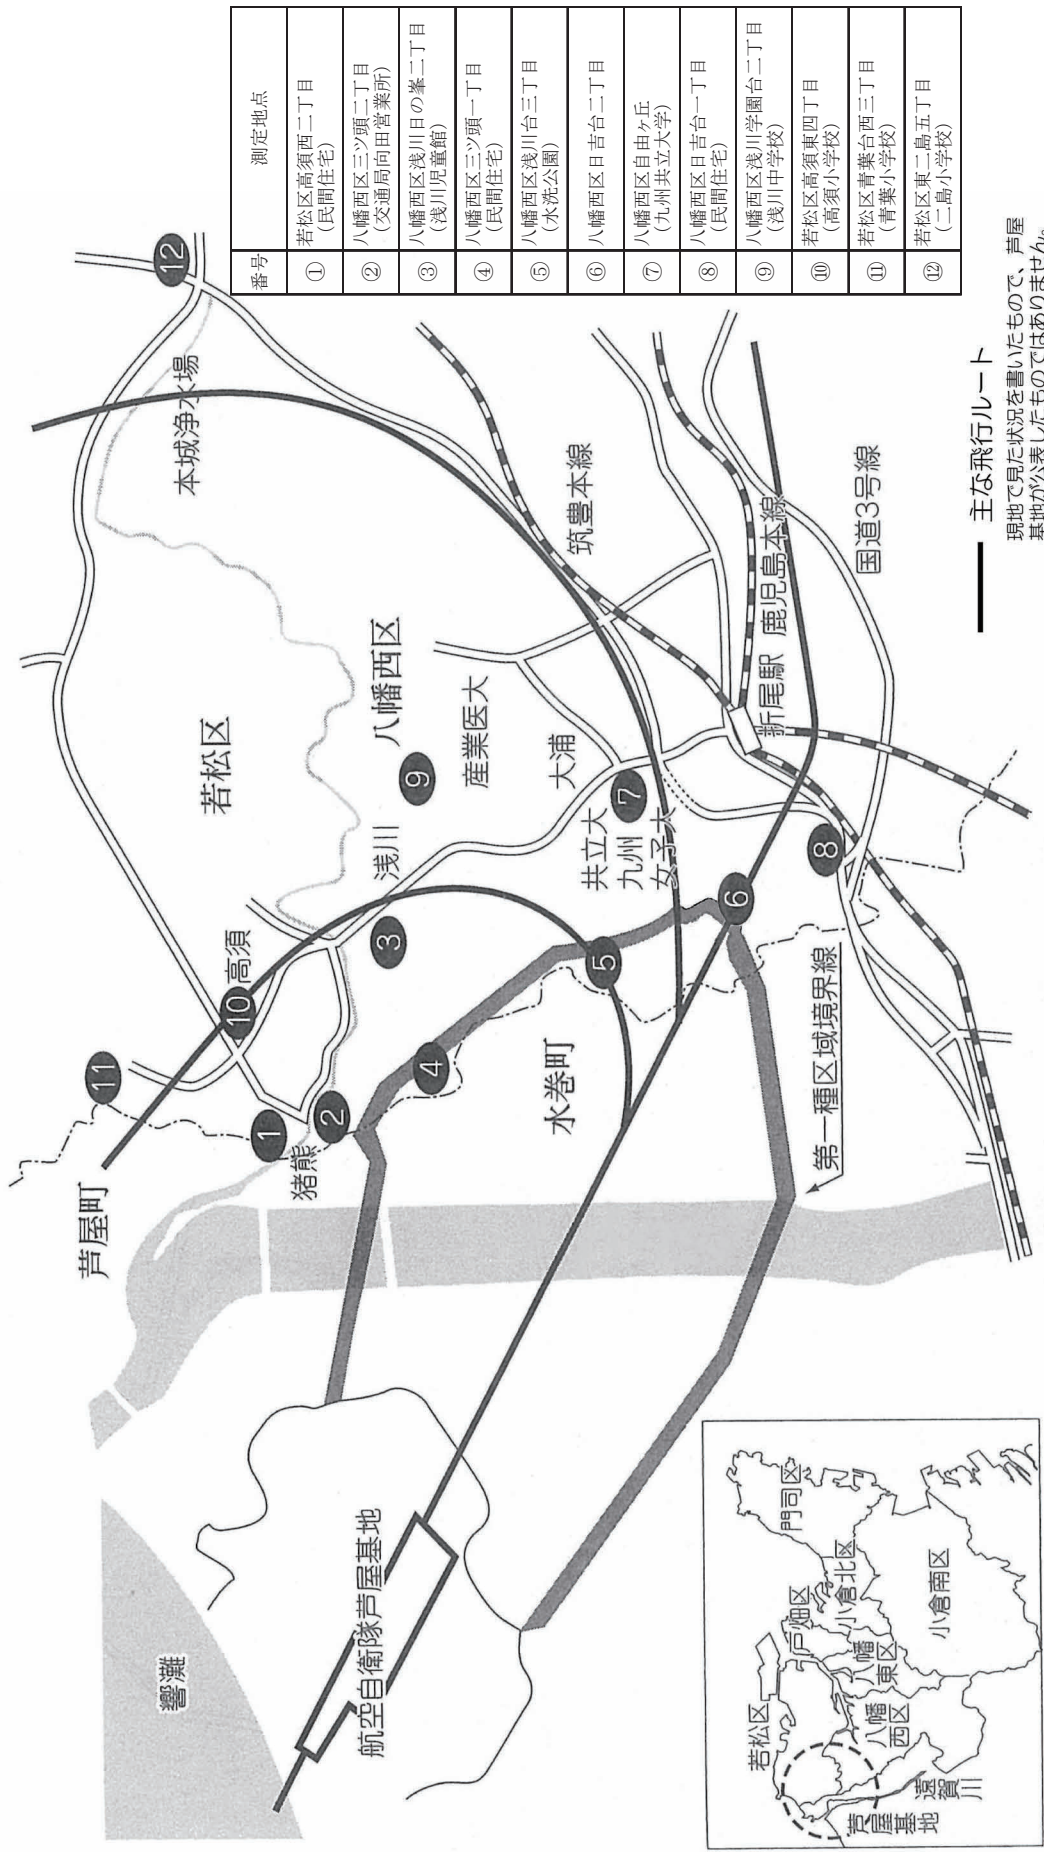 番号 測定地点
① 若松区高須西二丁目
(民間住宅)
② 八幡西区三ツ頭二丁目
(交通局向田営業所)
③ 八幡西区浅川日の峯二丁目
(浅川児童館)
④ 八幡西区三ツ頭一丁目
(民間住宅)
⑤ 八幡西区浅川台三丁目
(水洗公園)
⑥ 八幡西区日吉台二丁目
⑦ 八幡西区自由ヶ丘
(九州共立大学)
⑧ 八幡西区日吉台一丁目
(民間住宅)
⑨ 八幡西区浅川学園台二丁目
(浅川中学校)
⑩ 若松区高須東四丁目
(高須小学校)
⑪ 若松区青葉台西三丁目
(青葉小学校)
⑫ 若松区東二島五丁目
(二島小学校)
主な飛行ルート
現地で見た状況を書いたもので、芦屋
基地が公表したものではありません。
響灘
航空自衛隊芦屋基地
芦屋町
猪熊
水巻町
第一種区域境界線
高須
浅川
若松区
八幡西区
産業医大
大浦
共立大
九州
女子大
本城浄水場
筑豊本線
折尾駅
鹿児島本線
国道3号線
1
2
3
4
5
6
7
8
9
10
11
12
若松区
戸畑区
門司区
小倉北区
八幡
東区
八幡
西区
小倉南区
遠賀川
芦屋
基地